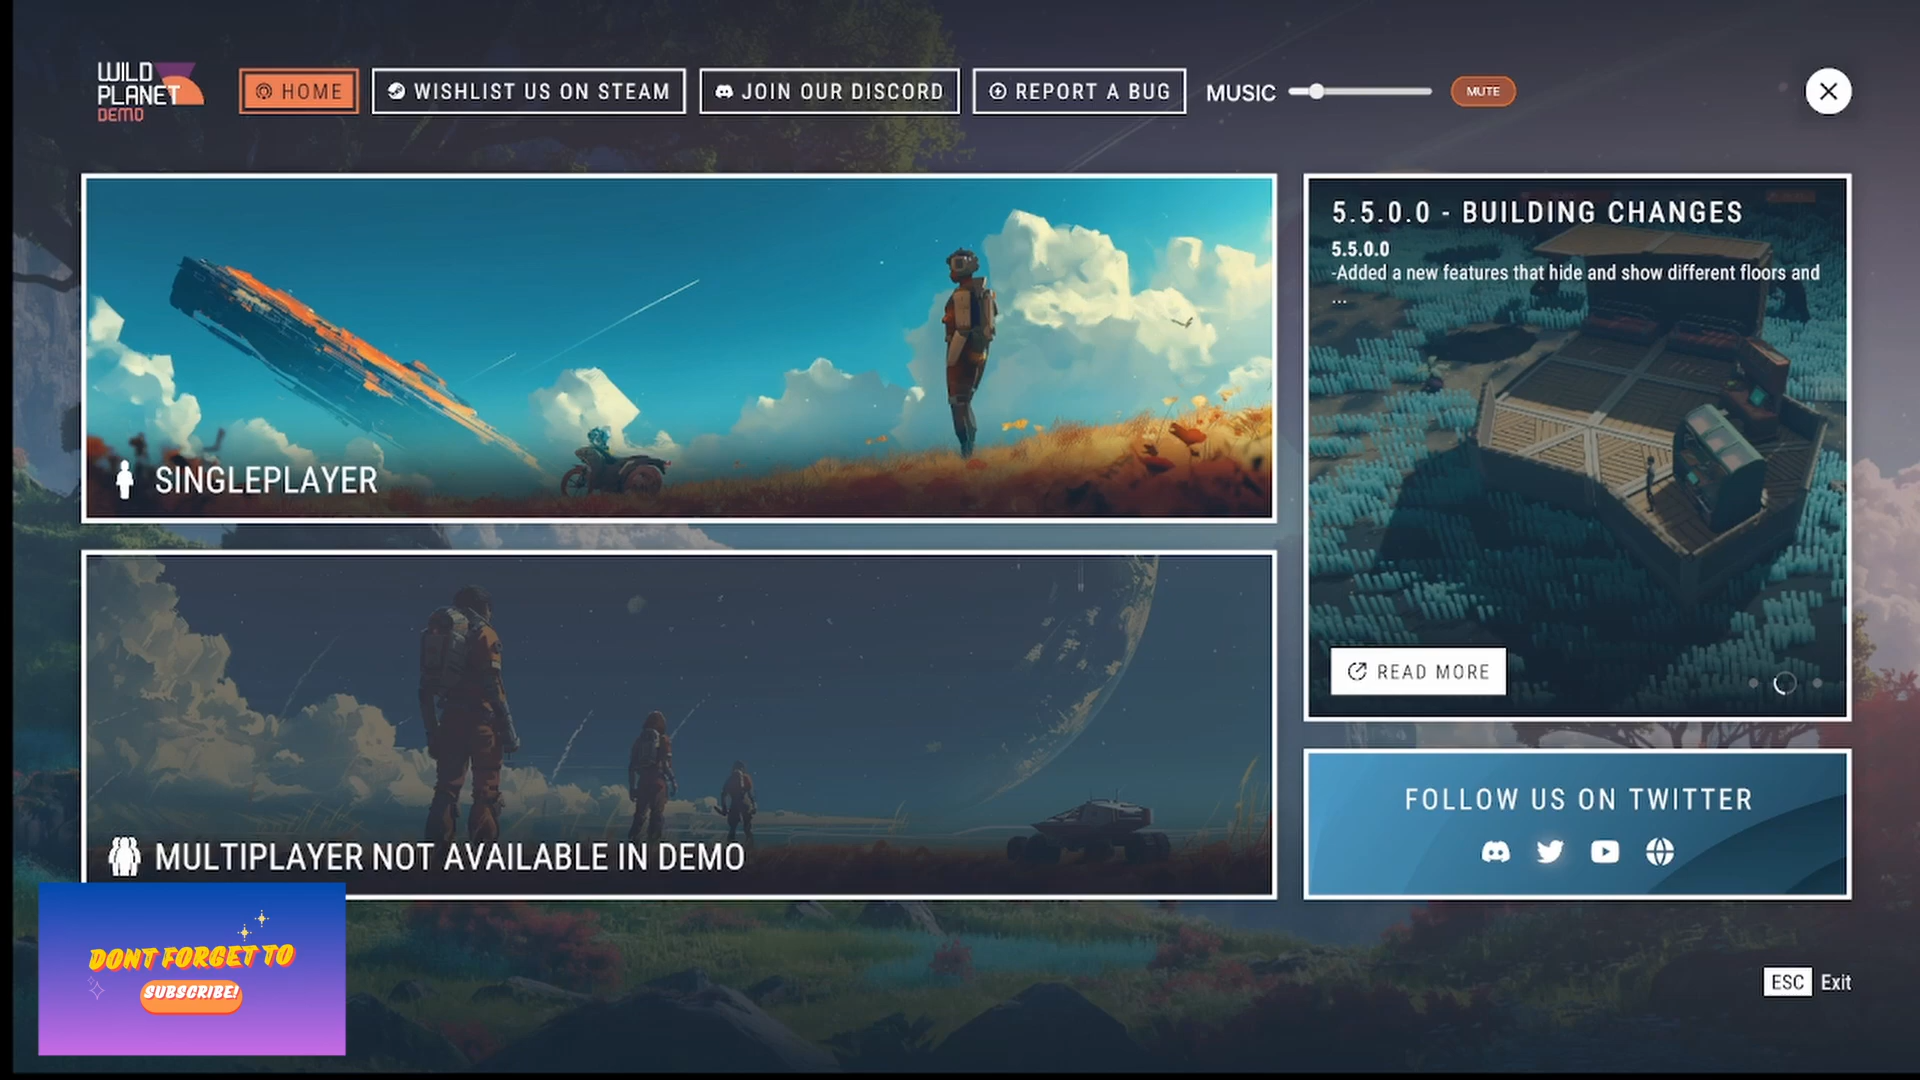 WILD
PLANET
DEMO
HOME
WISHLIST US ON STEAM
JOIN OUR DISCORD
REPORT A BUG
MUSIC
MUTE
SINGLEPLAYER
5.5.0.0 - BUILDING CHANGES
5.5.0.0
-Added a new features that hide and show different floors and
...
READ MORE
MULTIPLAYER NOT AVAILABLE IN DEMO
FOLLOW US ON TWITTER
DONT FORGET TO
SUBSCRIBE!
ESC Exit